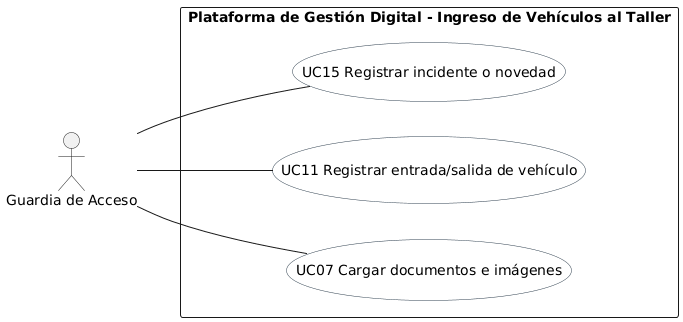 Plataforma de Gestión Digital - Ingreso de Vehículos al Taller
UC15 Registrar incidente o novedad
UC11 Registrar entrada/salida de vehículo
Guardia de Acceso
UC07 Cargar documentos e imágenes